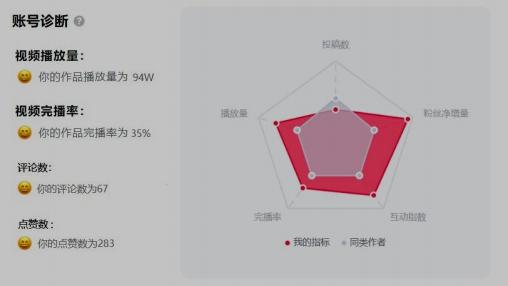 账号诊断 ?
视频播放量：
你的作品播放量为 94W
视频完播率：
你的作品完播率为 35%
评论数：
你的评论数为67
点赞数：
你的点赞数为283
投稿数
播放量
粉丝净增量
完播率
互动指数
我的指标
同类作者